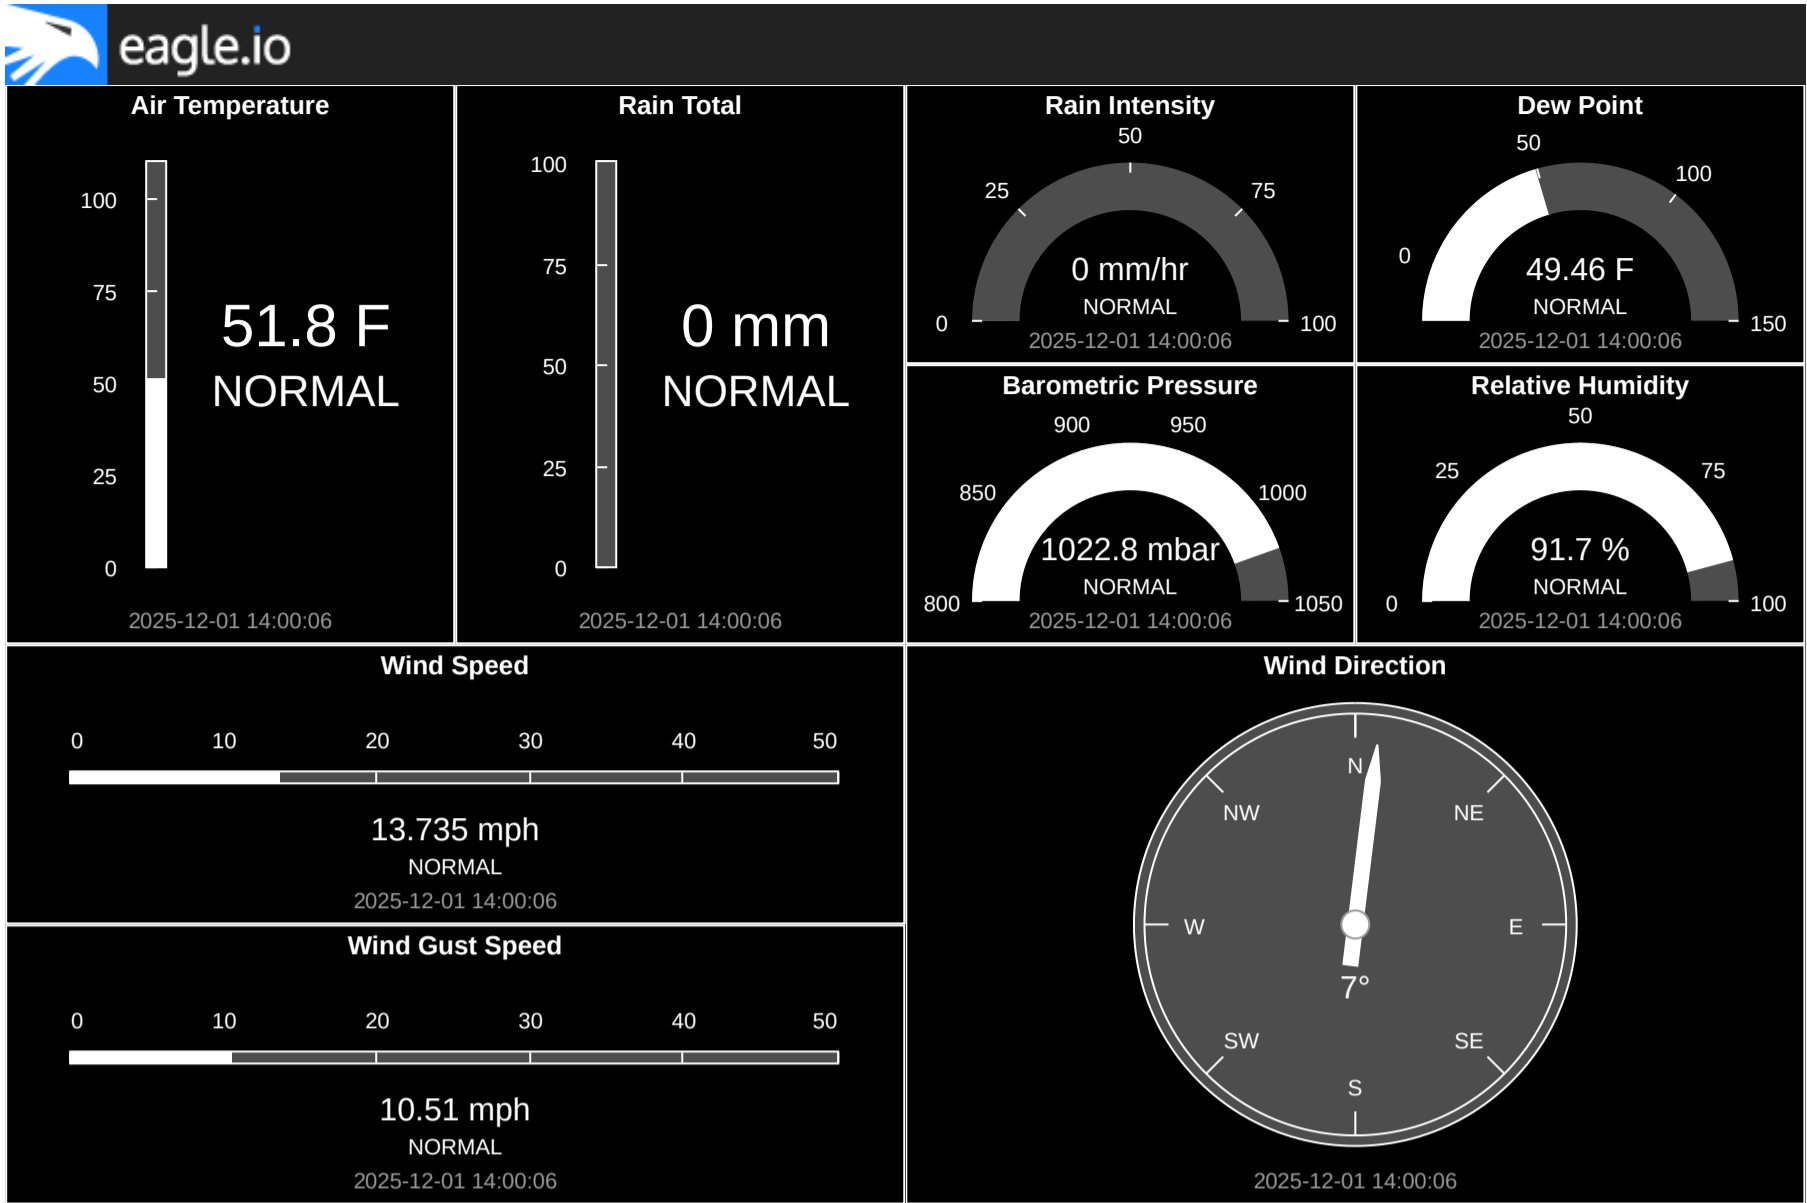 eagle.io
Air Temperature
100
75
50
25
0
51.8 F
NORMAL
2025-12-01 14:00:06
Rain Total
100
75
50
25
0
0 mm
NORMAL
2025-12-01 14:00:06
Rain Intensity
0
25
50
75
100
0 mm/hr
NORMAL
2025-12-01 14:00:06
Dew Point
0
50
100
150
49.46 F
NORMAL
2025-12-01 14:00:06
Barometric Pressure
800
850
900
950
1000
1050
1022.8 mbar
NORMAL
2025-12-01 14:00:06
Relative Humidity
0
25
50
75
100
91.7 %
NORMAL
2025-12-01 14:00:06
Wind Speed
0 10 20 30 40 50
13.735 mph
NORMAL
2025-12-01 14:00:06
Wind Gust Speed
0 10 20 30 40 50
10.51 mph
NORMAL
2025-12-01 14:00:06
Wind Direction
N
NW NE
W E
7°
SW SE
S
2025-12-01 14:00:06